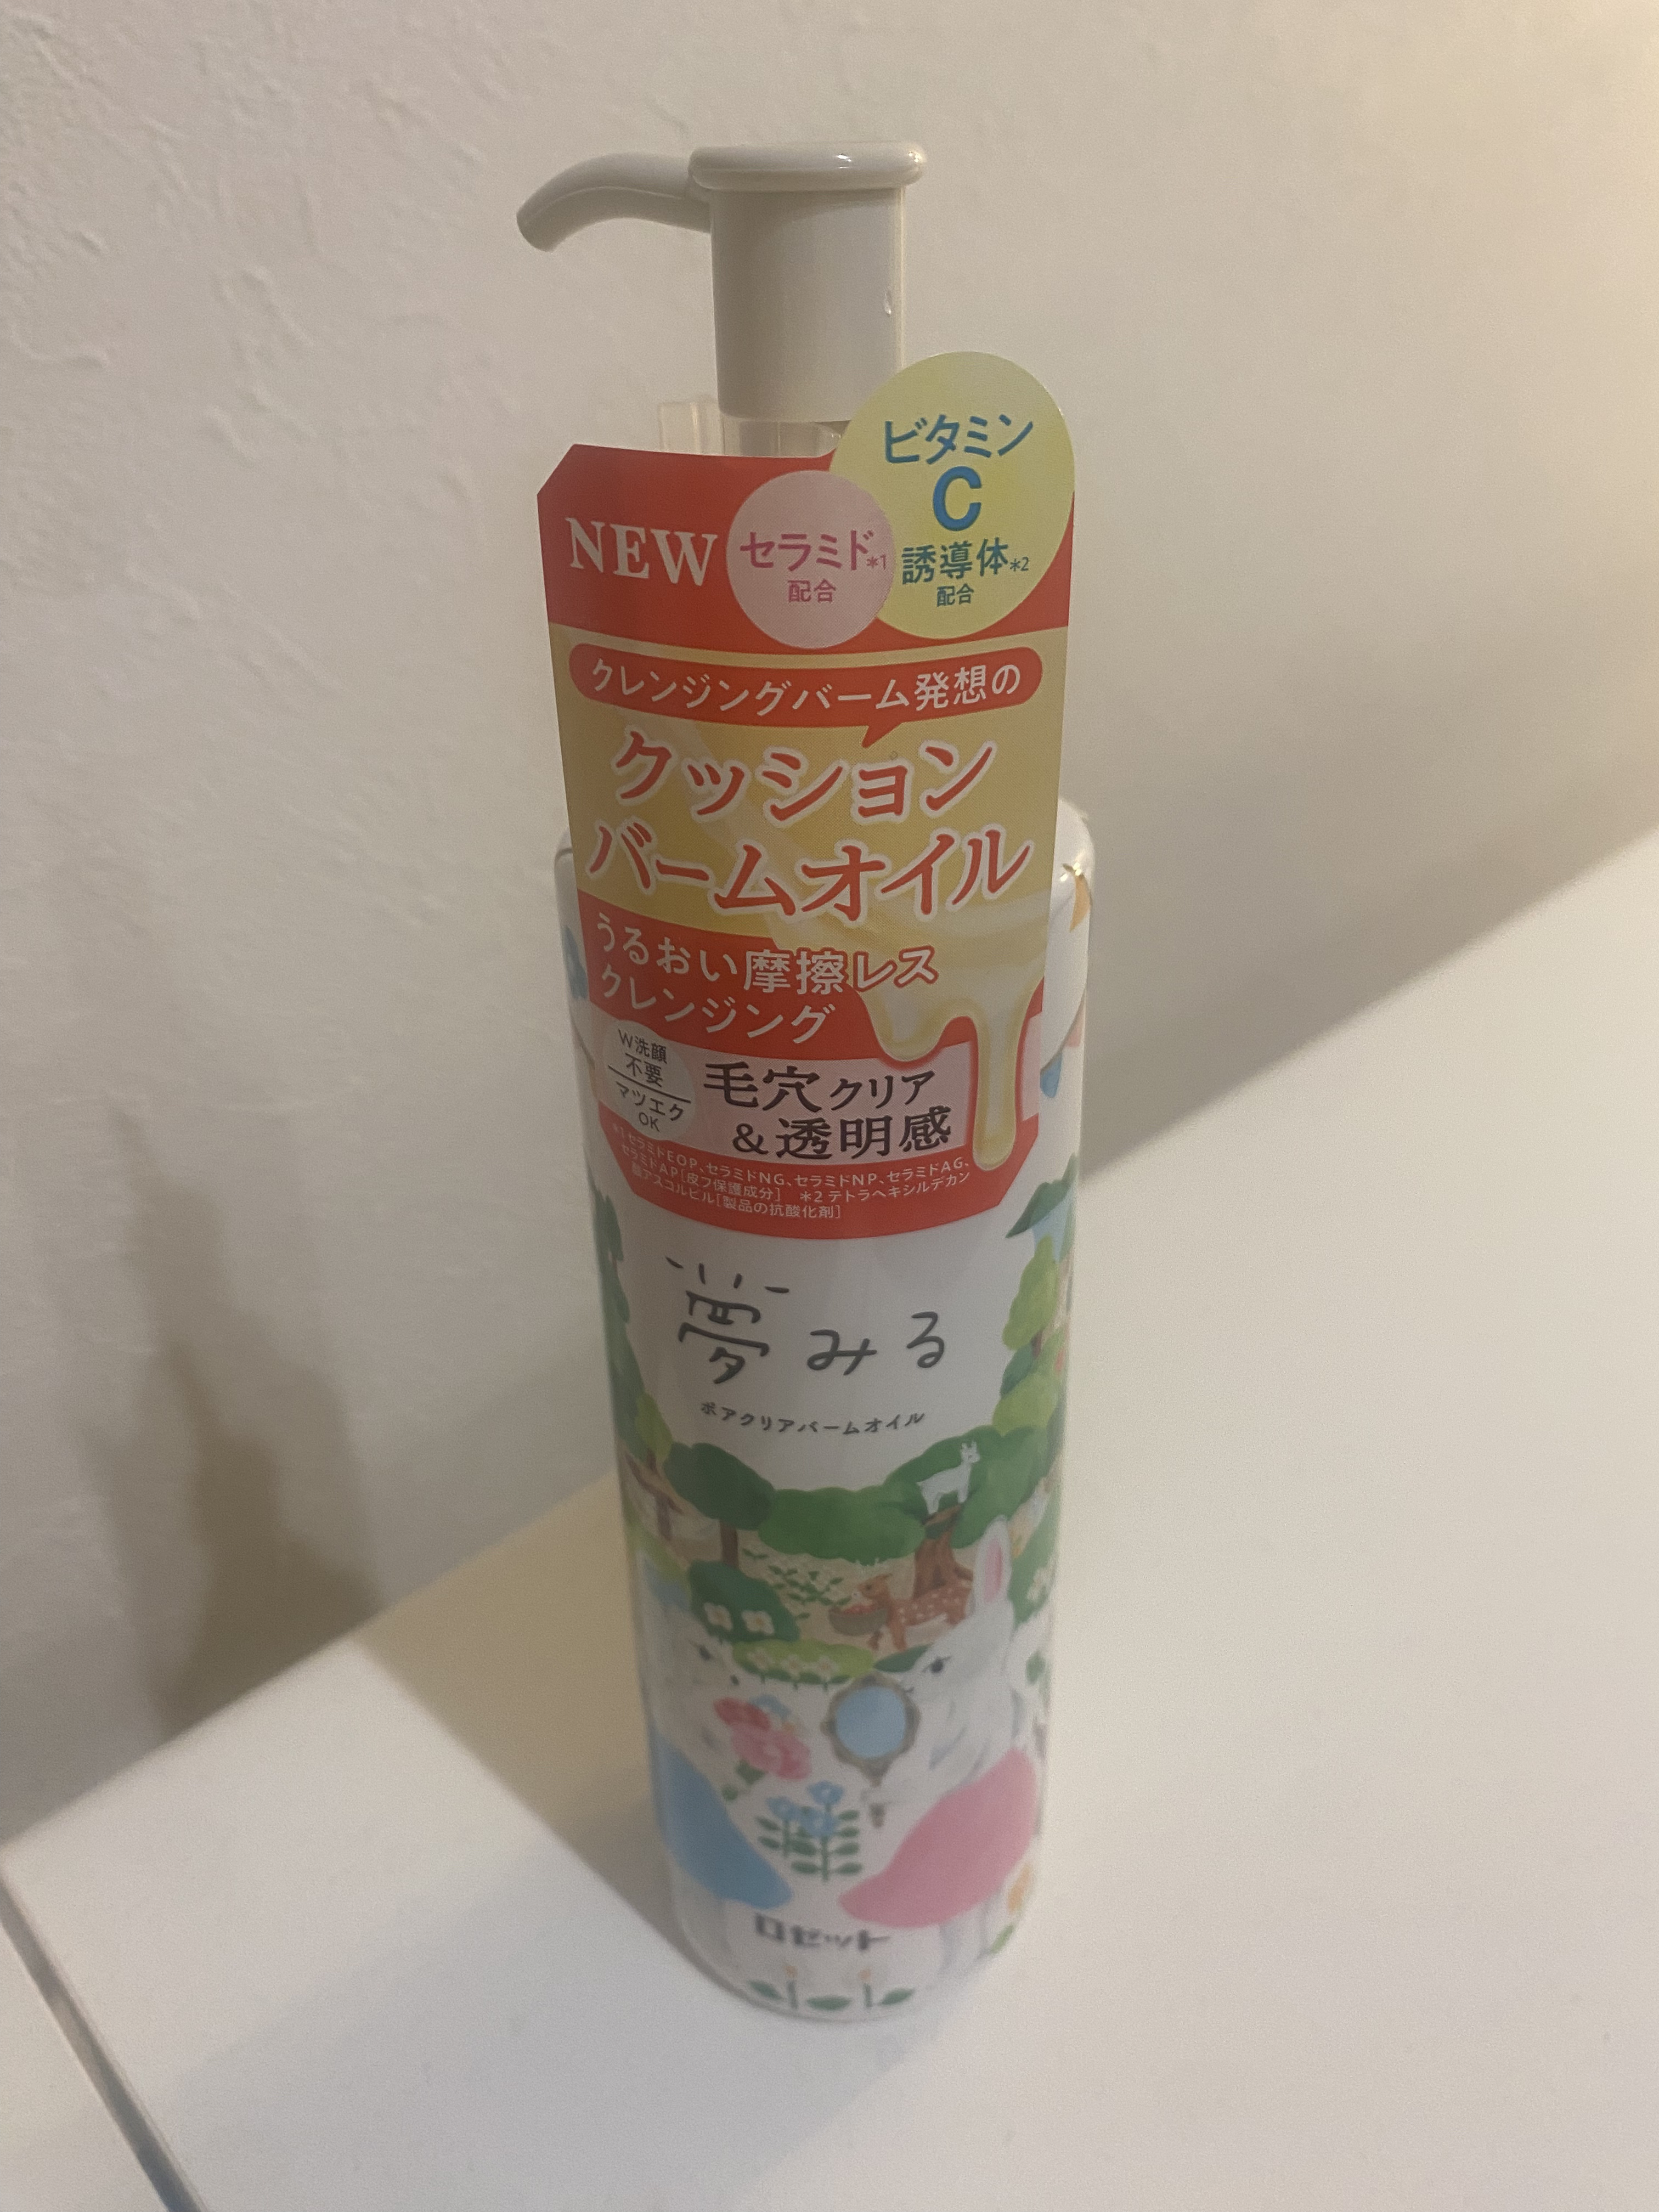 ビタミン
C
誘導体*2
配合
NEW
セラミド*1
配合
クレンジングバーム発想の
クッション
バームオイル
うるおい摩擦レス
クレンジング
W洗顔
不要
マツエク
OK
毛穴クリア
&透明感
*1 セラミドEOP、セラミドNG、セラミドNP、セラミドAG、
セラミドAP[皮フ保護成分] *2 テトラヘキシルデカン
酸アスコルビル[製品の抗酸化剤]
夢みる
ポアクリアバームオイル
ロゼット